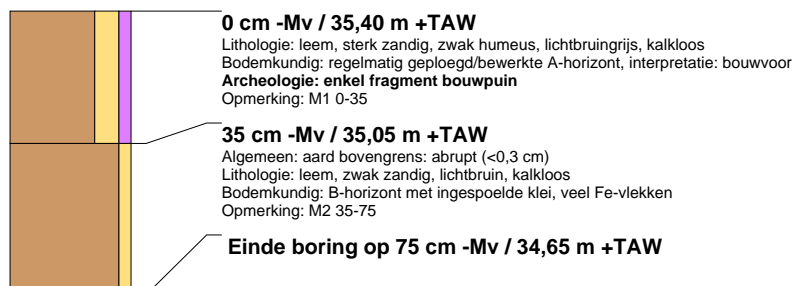 0 cm -Mv / 35,40 m +TAW
Lithologie: leem, sterk zandig, zwak humeus, lichtbruingrijs, kalkloos
Bodemkundig: regelmatig geploegd/bewerkte A-horizont, interpretatie: bouwvoor
Archeologie: enkel fragment bouwpuin
Opmerking: M1 0-35
35 cm -Mv / 35,05 m +TAW
Algemeen: aard bovengrens: abrupt (<0,3 cm)
Lithologie: leem, zwak zandig, lichtbruin, kalkloos
Bodemkundig: B-horizont met ingespoelde klei, veel Fe-vlekken
Opmerking: M2 35-75
Einde boring op 75 cm -Mv / 34,65 m +TAW